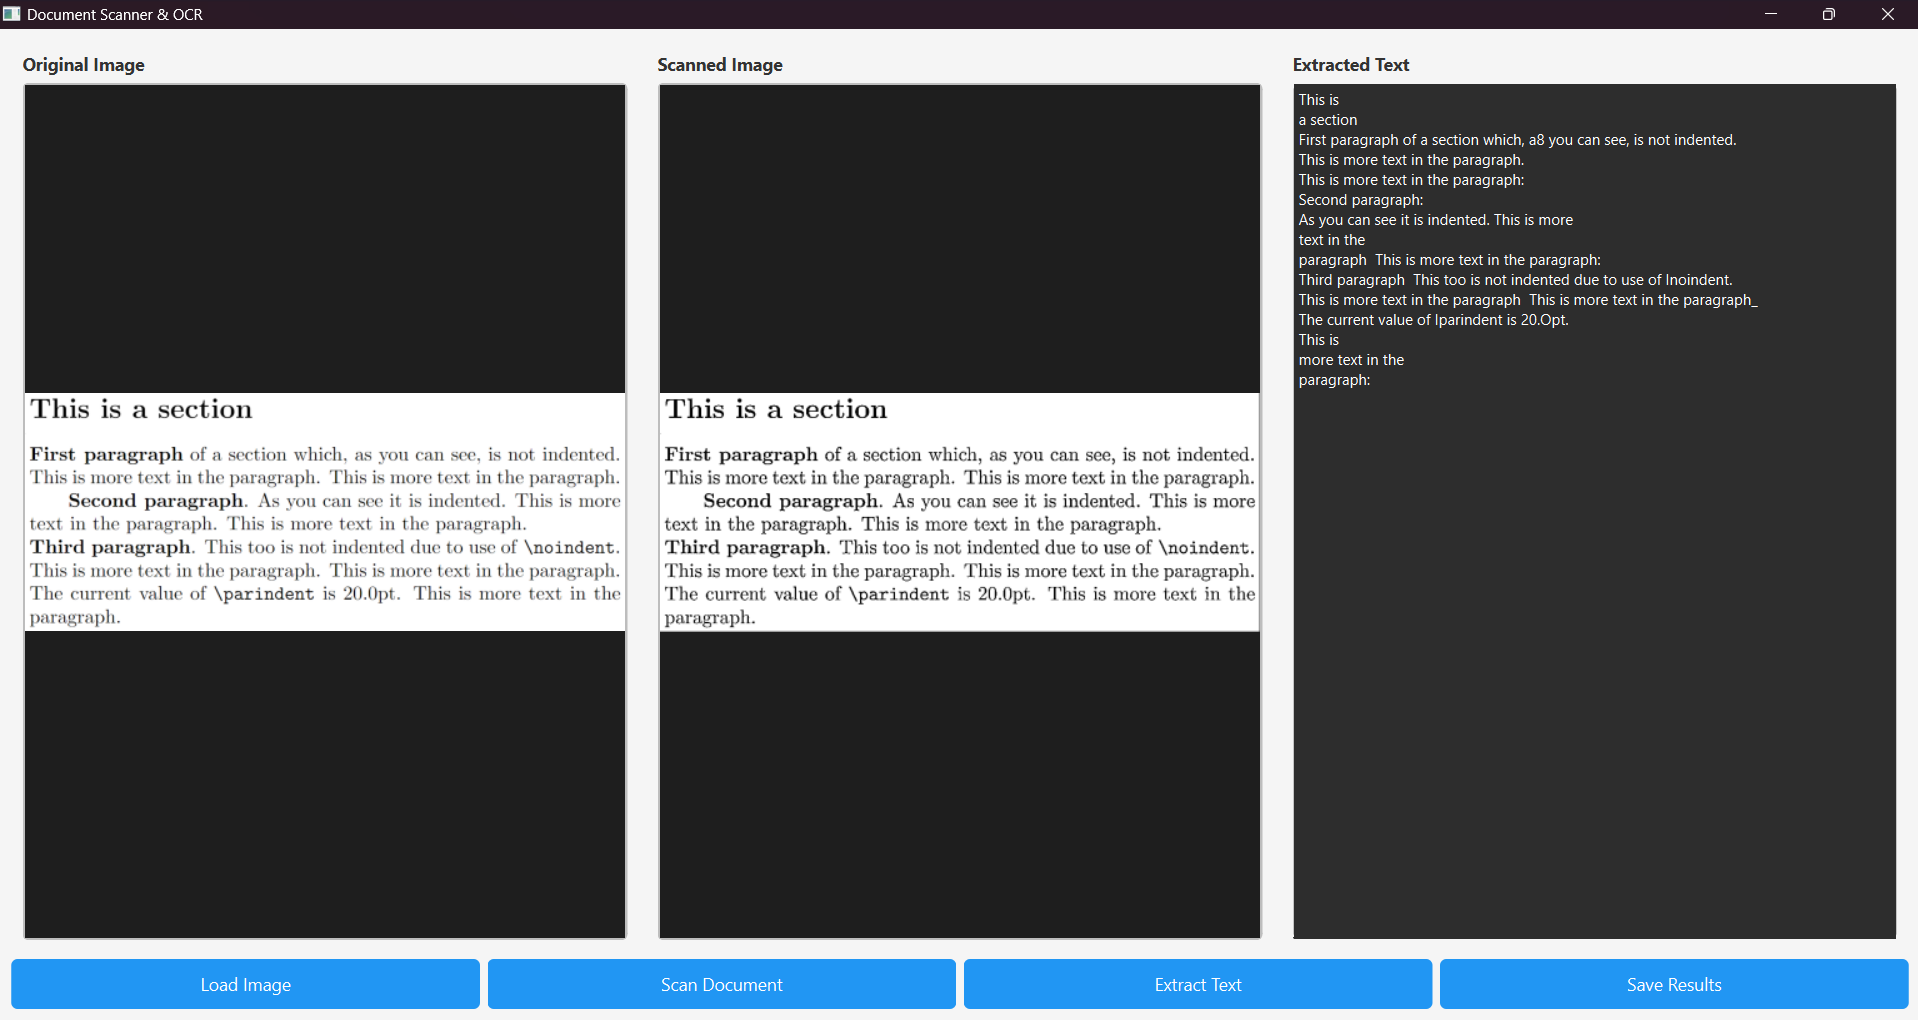 Document Scanner & OCR
Original Image
This is a section
First paragraph of a section which, as you can see, is not indented.
This is more text in the paragraph. This is more text in the paragraph.
Second paragraph. As you can see it is indented. This is more
text in the paragraph. This is more text in the paragraph.
Third paragraph. This too is not indented due to use of \noindent.
This is more text in the paragraph. This is more text in the paragraph.
The current value of \parindent is 20.0pt. This is more text in the
paragraph.
Scanned Image
This is a section
First paragraph of a section which, as you can see, is not indented.
This is more text in the paragraph. This is more text in the paragraph.
Second paragraph. As you can see it is indented. This is more
text in the paragraph. This is more text in the paragraph.
Third paragraph. This too is not indented due to use of \noindent.
This is more text in the paragraph. This is more text in the paragraph.
The current value of \parindent is 20.0pt. This is more text in the
paragraph.
Extracted Text
This is
a section
First paragraph of a section which, a8 you can see, is not indented.
This is more text in the paragraph.
This is more text in the paragraph:
Second paragraph:
As you can see it is indented. This is more
text in the
paragraph This is more text in the paragraph:
Third paragraph This too is not indented due to use of Inoindent.
This is more text in the paragraph This is more text in the paragraph_
The current value of Iparindent is 20.Opt.
This is
more text in the
paragraph:
Load Image
Scan Document
Extract Text
Save Results